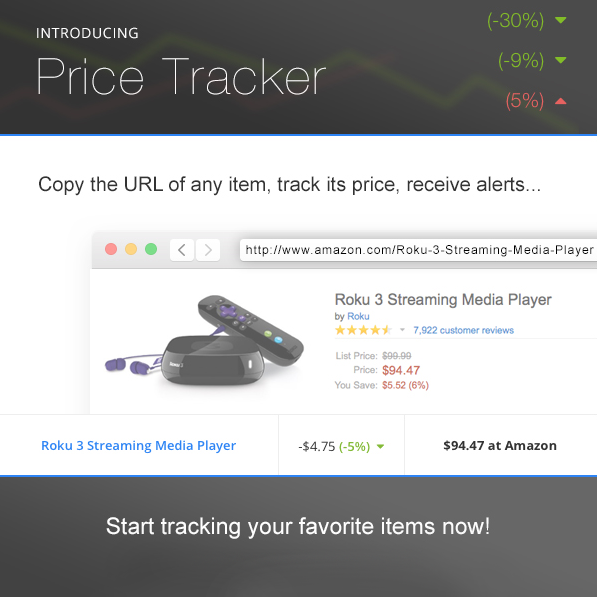 INTRODUCING
Price Tracker
(-30%)
(-9%)
(5%)
Copy the URL of any item, track its price, receive alerts...
http://www.amazon.com/Roku-3-Streaming-Media-Player
Roku 3 Streaming Media Player
by Roku
7,922 customer reviews
List Price: $99.99
Price: $94.47
You Save: $5.52 (6%)
Roku 3 Streaming Media Player
-$4.75 (-5%)
$94.47 at Amazon
Start tracking your favorite items now!